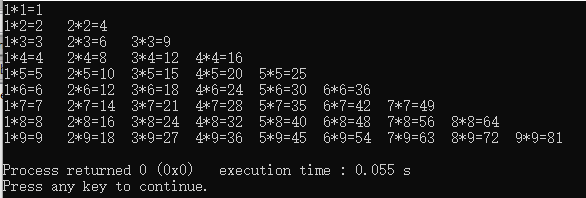 1*1=1
1*2=2   2*2=4
1*3=3   2*3=6   3*3=9
1*4=4   2*4=8   3*4=12  4*4=16
1*5=5   2*5=10  3*5=15  4*5=20  5*5=25
1*6=6   2*6=12  3*6=18  4*6=24  5*6=30  6*6=36
1*7=7   2*7=14  3*7=21  4*7=28  5*7=35  6*7=42  7*7=49
1*8=8   2*8=16  3*8=24  4*8=32  5*8=40  6*8=48  7*8=56  8*8=64
1*9=9   2*9=18  3*9=27  4*9=36  5*9=45  6*9=54  7*9=63  8*9=72  9*9=81
Process returned 0 (0x0)   execution time : 0.055 s
Press any key to continue.